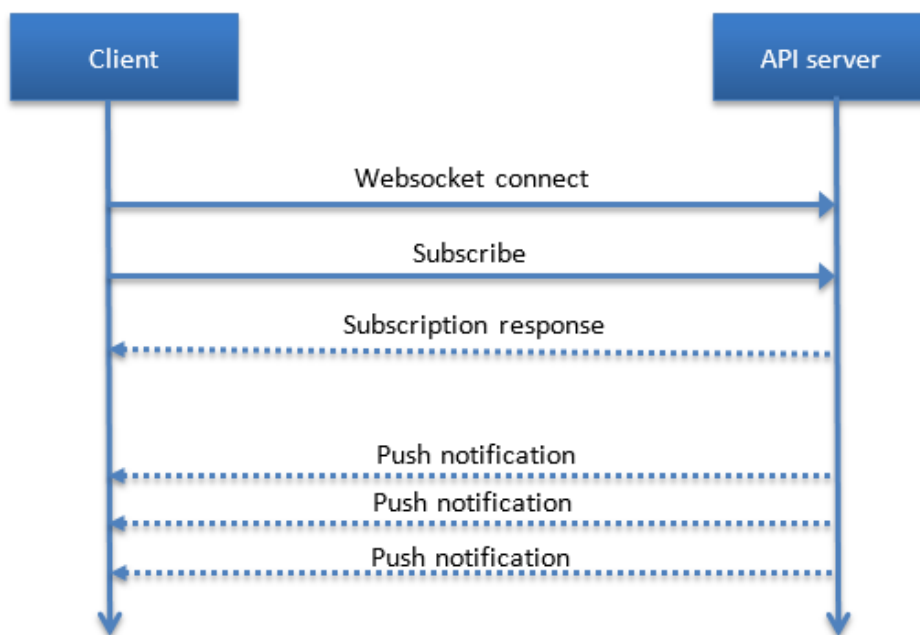 Client
API server
Websocket connect
Subscribe
Subscription response
Push notification
Push notification
Push notification